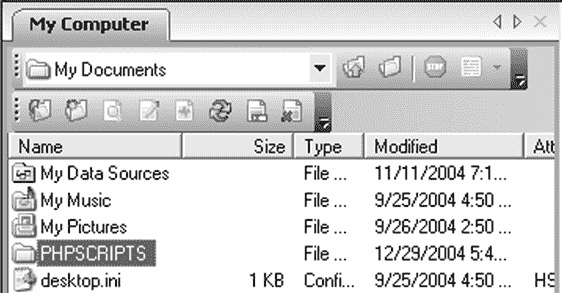 My Computer
My Documents
STOP
Name Size Type Modified Att
My Data Sources File ... 11/11/2004 7:1...
My Music File ... 9/25/2004 4:50 ...
My Pictures File ... 9/26/2004 2:50 ...
PHPSCRIPTS File ... 12/29/2004 5:4...
desktop.ini 1 KB Confi... 9/25/2004 4:50 ... HS